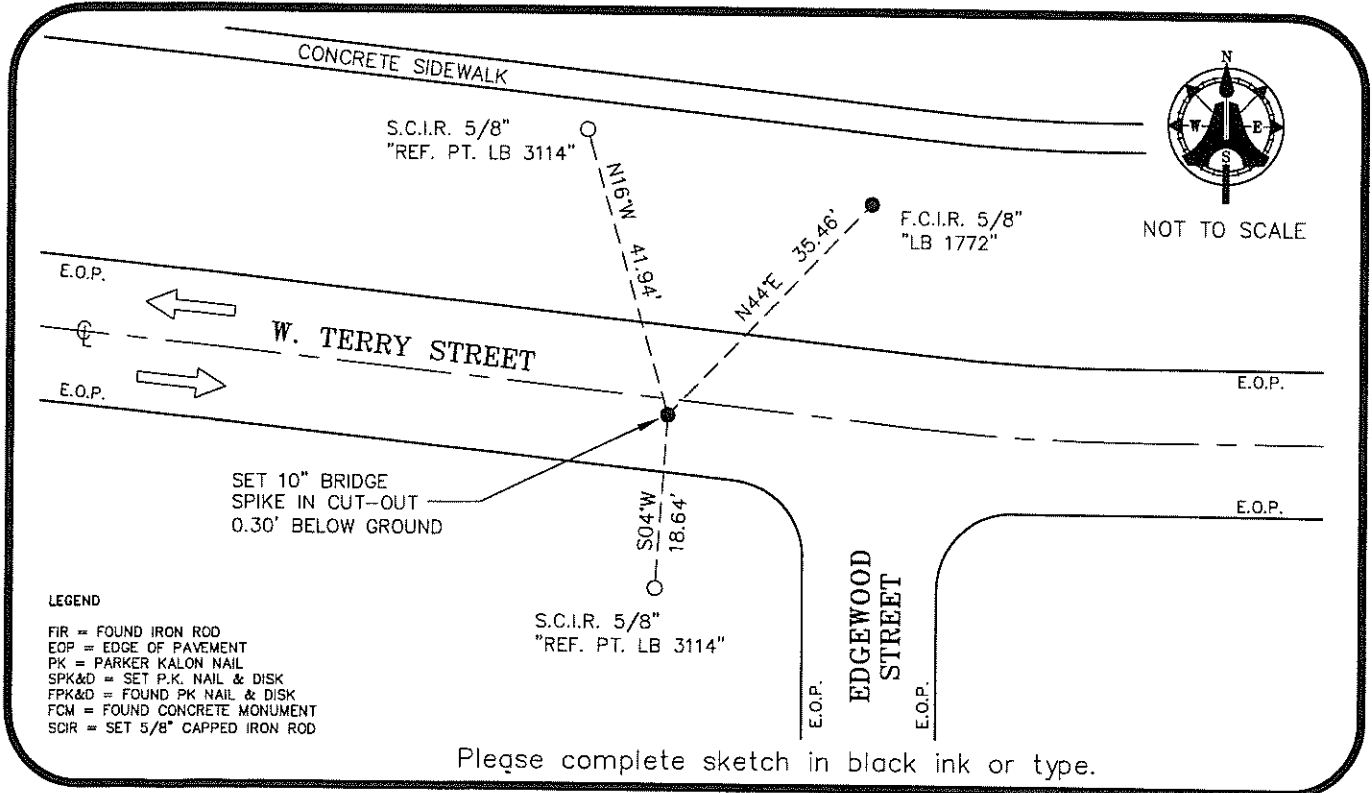 CONCRETE SIDEWALK
N
W E
S
NOT TO SCALE
S.C.I.R. 5/8"
"REF. PT. LB 3114"
N16°W 41.94'
F.C.I.R. 5/8"
"LB 1772"
N44°E 35.46'
E.O.P.
℄
W. TERRY STREET
E.O.P.
E.O.P.
SET 10" BRIDGE
SPIKE IN CUT-OUT
0.30' BELOW GROUND
S04°W
18.64'
E.O.P.
S.C.I.R. 5/8"
"REF. PT. LB 3114"
EDGEWOOD
STREET
E.O.P.
E.O.P.
LEGEND
FIR = FOUND IRON ROD
EOP = EDGE OF PAVEMENT
PK = PARKER KALON NAIL
SPK&D = SET P.K. NAIL & DISK
FPK&D = FOUND PK NAIL & DISK
FCM = FOUND CONCRETE MONUMENT
SCIR = SET 5/8" CAPPED IRON ROD
Please complete sketch in black ink or type.